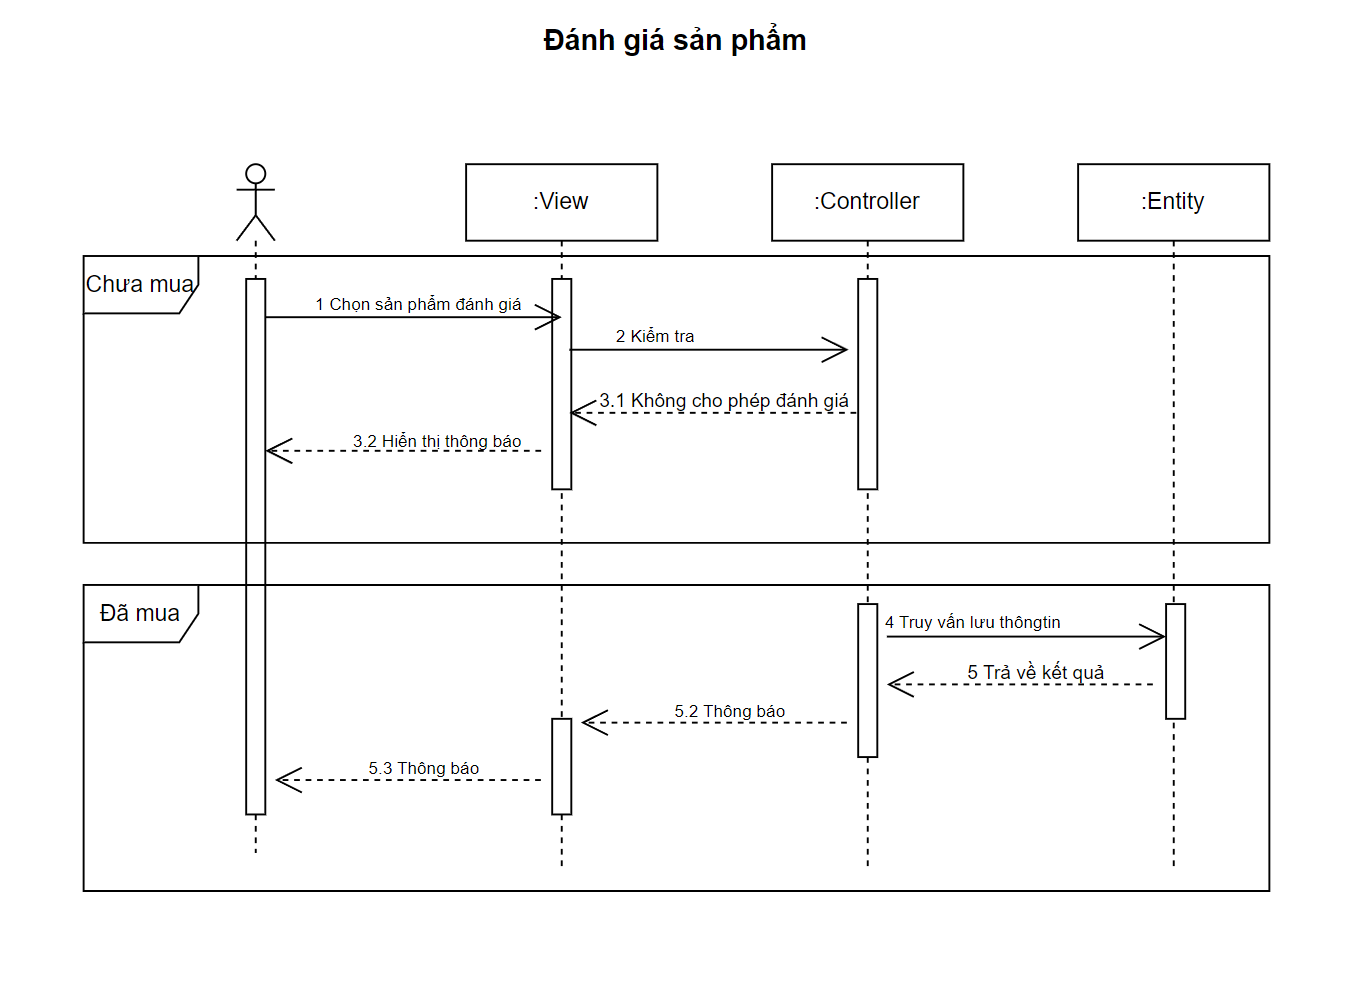 Đánh giá sản phẩm
:View
:Controller
:Entity
Chưa mua
1 Chọn sản phẩm đánh giá
2 Kiểm tra
3.1 Không cho phép đánh giá
3.2 Hiển thị thông báo
Đã mua
4 Truy vấn lưu thôngtin
5 Trả về kết quả
5.2 Thông báo
5.3 Thông báo